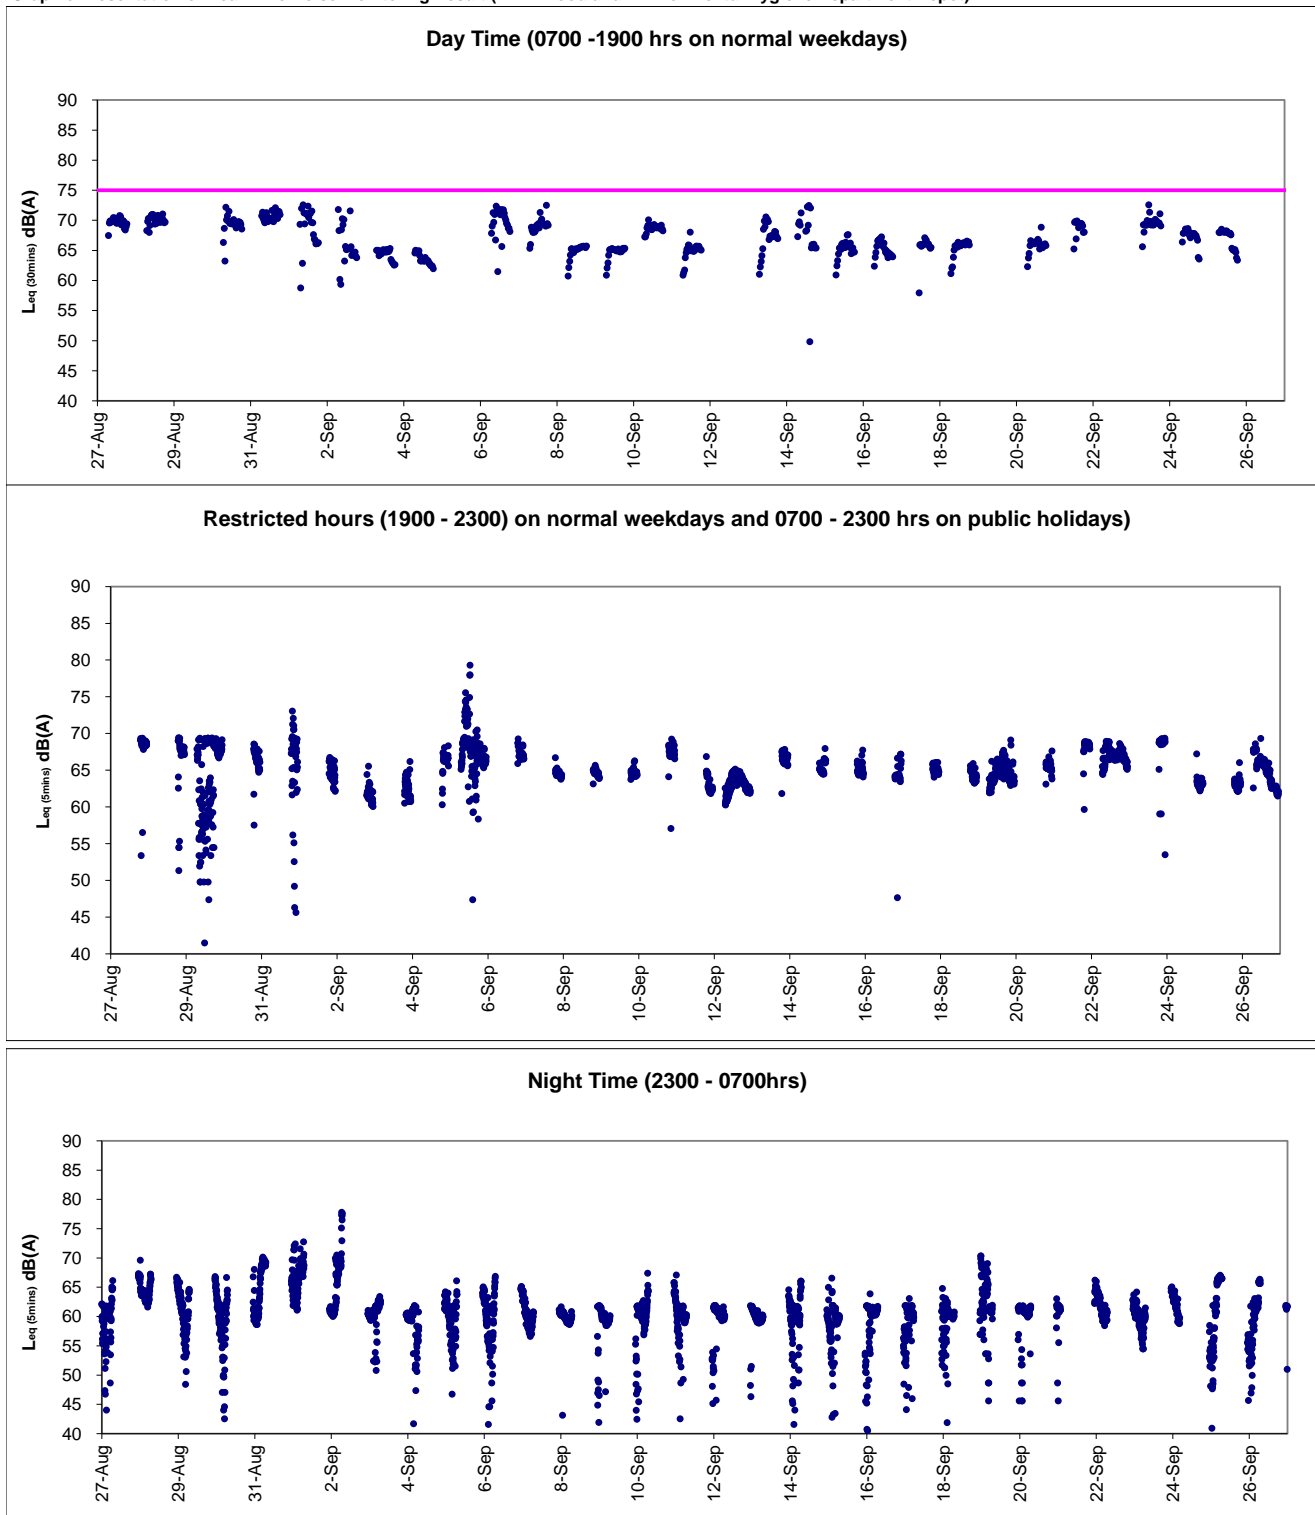 Day Time (0700 -1900 hrs on normal weekdays)
90
85
80
75
70
65
60
55
50
45
40
Leq (30mins) dB(A)
27-Aug
29-Aug
31-Aug
2-Sep
4-Sep
6-Sep
8-Sep
10-Sep
12-Sep
14-Sep
16-Sep
18-Sep
20-Sep
22-Sep
24-Sep
26-Sep
Restricted hours (1900 - 2300) on normal weekdays and 0700 - 2300 hrs on public holidays)
90
85
80
75
70
65
60
55
50
45
40
Leq (5mins) dB(A)
27-Aug
29-Aug
31-Aug
2-Sep
4-Sep
6-Sep
8-Sep
10-Sep
12-Sep
14-Sep
16-Sep
18-Sep
20-Sep
22-Sep
24-Sep
26-Sep
Night Time (2300 - 0700hrs)
90
85
80
75
70
65
60
55
50
45
40
Leq (5mins) dB(A)
27-Aug
29-Aug
31-Aug
2-Sep
4-Sep
6-Sep
8-Sep
10-Sep
12-Sep
14-Sep
16-Sep
18-Sep
20-Sep
22-Sep
24-Sep
26-Sep